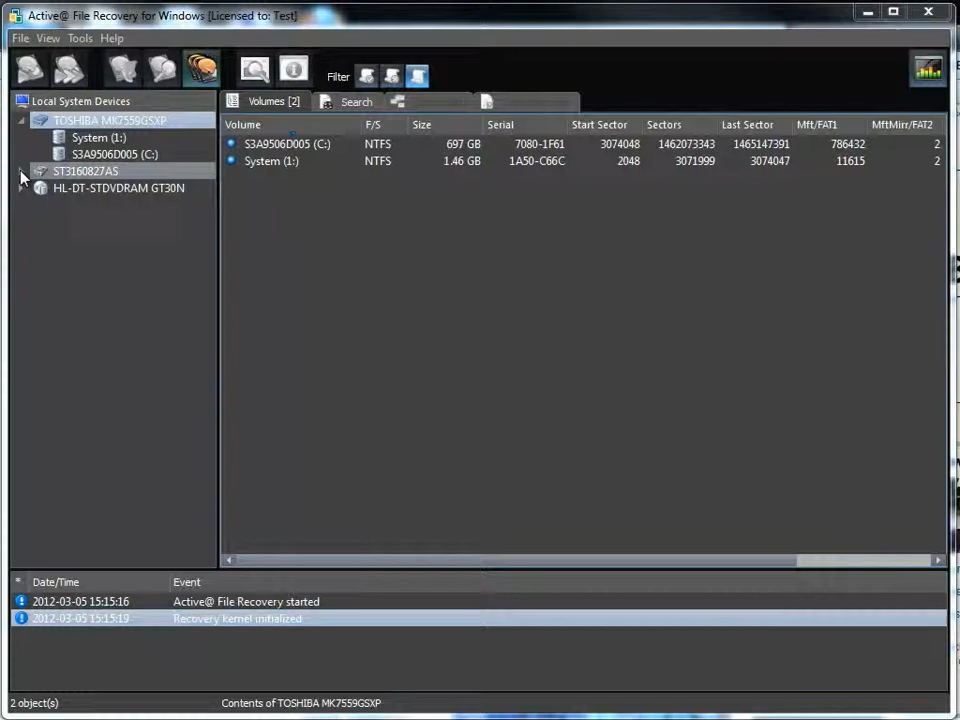 Active@ File Recovery for Windows [Licensed to: Test]
File View Tools Help
Filter
Local System Devices
TOSHIBA MK7559GSXP
System (1:)
S3A9506D005 (C:)
ST3160827AS
HL-DT-STDVDRAM GT30N
Volumes [2] Search
Volume F/S Size Serial Start Sector Sectors Last Sector Mft/FAT1 MftMirr/FAT2
S3A9506D005 (C:) NTFS 697 GB 7080-1F61 3074048 1462073343 1465147391 786432 2
System (1:) NTFS 1.46 GB 1A50-C66C 2048 3071999 3074047 11615 2
* Date/Time Event
2012-03-05 15:15:16 Active@ File Recovery started
2012-03-05 15:15:19 Recovery kernel initialized
2 object(s) Contents of TOSHIBA MK7559GSXP